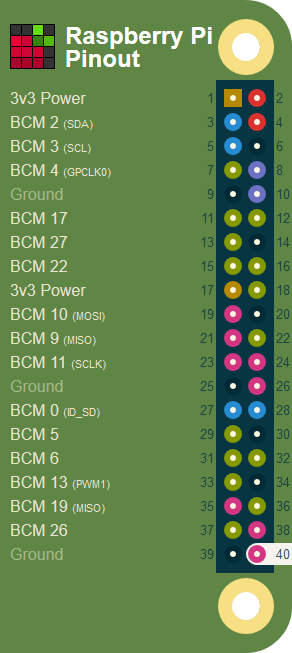 Raspberry Pi
Pinout
3v3 Power 1 2
BCM 2 (SDA) 3 4
BCM 3 (SCL) 5 6
BCM 4 (GPCLK0) 7 8
Ground 9 10
BCM 17 11 12
BCM 27 13 14
BCM 22 15 16
3v3 Power 17 18
BCM 10 (MOSI) 19 20
BCM 9 (MISO) 21 22
BCM 11 (SCLK) 23 24
Ground 25 26
BCM 0 (ID_SD) 27 28
BCM 5 29 30
BCM 6 31 32
BCM 13 (PWM1) 33 34
BCM 19 (MISO) 35 36
BCM 26 37 38
Ground 39 40